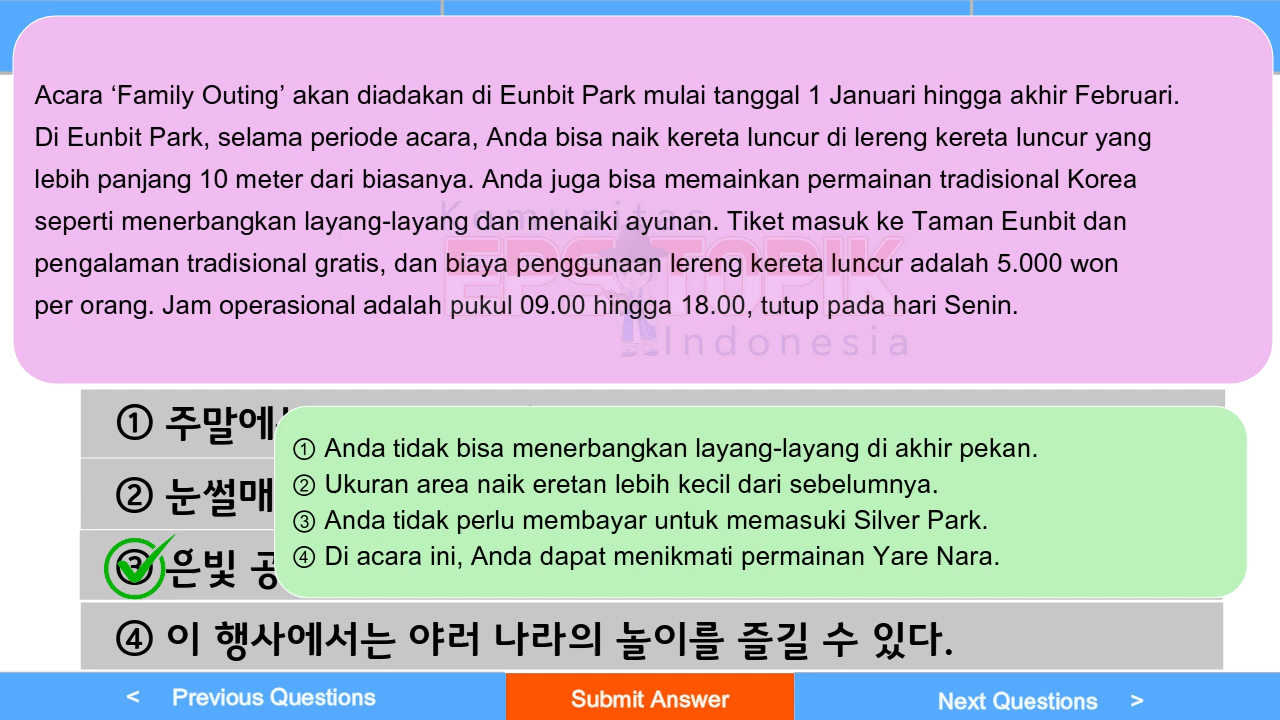 Acara ‘Family Outing’ akan diadakan di Eunbit Park mulai tanggal 1 Januari hingga akhir Februari.
Di Eunbit Park, selama periode acara, Anda bisa naik kereta luncur di lereng kereta luncur yang
lebih panjang 10 meter dari biasanya. Anda juga bisa memainkan permainan tradisional Korea
seperti menerbangkan layang-layang dan menaiki ayunan. Tiket masuk ke Taman Eunbit dan
pengalaman tradisional gratis, dan biaya penggunaan lereng kereta luncur adalah 5.000 won
per orang. Jam operasional adalah pukul 09.00 hingga 18.00, tutup pada hari Senin.
Komunitas
EPS TOPIK
Indonesia
① 주말에
② 눈썰매
③ 은빛
① Anda tidak bisa menerbangkan layang-layang di akhir pekan.
② Ukuran area naik eretan lebih kecil dari sebelumnya.
③ Anda tidak perlu membayar untuk memasuki Silver Park.
④ Di acara ini, Anda dapat menikmati permainan Yare Nara.
④ 이 행사에서는 야러 나라의 놀이를 즐길 수 있다.
< Previous Questions
Submit Answer
Next Questions >